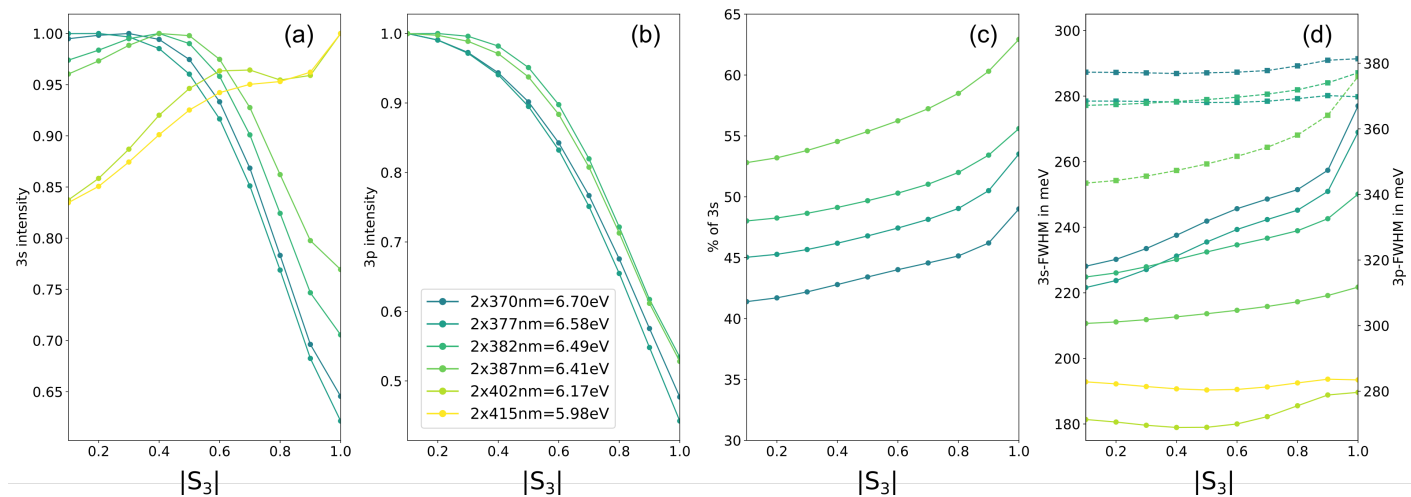 (a)
3s intensity
1.00
0.95
0.90
0.85
0.80
0.75
0.70
0.65
0.2 0.4 0.6 0.8 1.0
|S3|
(b)
3p intensity
1.0
0.9
0.8
0.7
0.6
0.5
2x370nm=6.70eV
2x377nm=6.58eV
2x382nm=6.49eV
2x387nm=6.41eV
2x402nm=6.17eV
2x415nm=5.98eV
0.2 0.4 0.6 0.8 1.0
|S3|
(c)
% of 3s
65
60
55
50
45
40
35
30
0.2 0.4 0.6 0.8 1.0
|S3|
(d)
3s-FWHM in meV
300
280
260
240
220
200
180
380
360
340
320
300
280
3p-FWHM in meV
0.2 0.4 0.6 0.8 1.0
|S3|